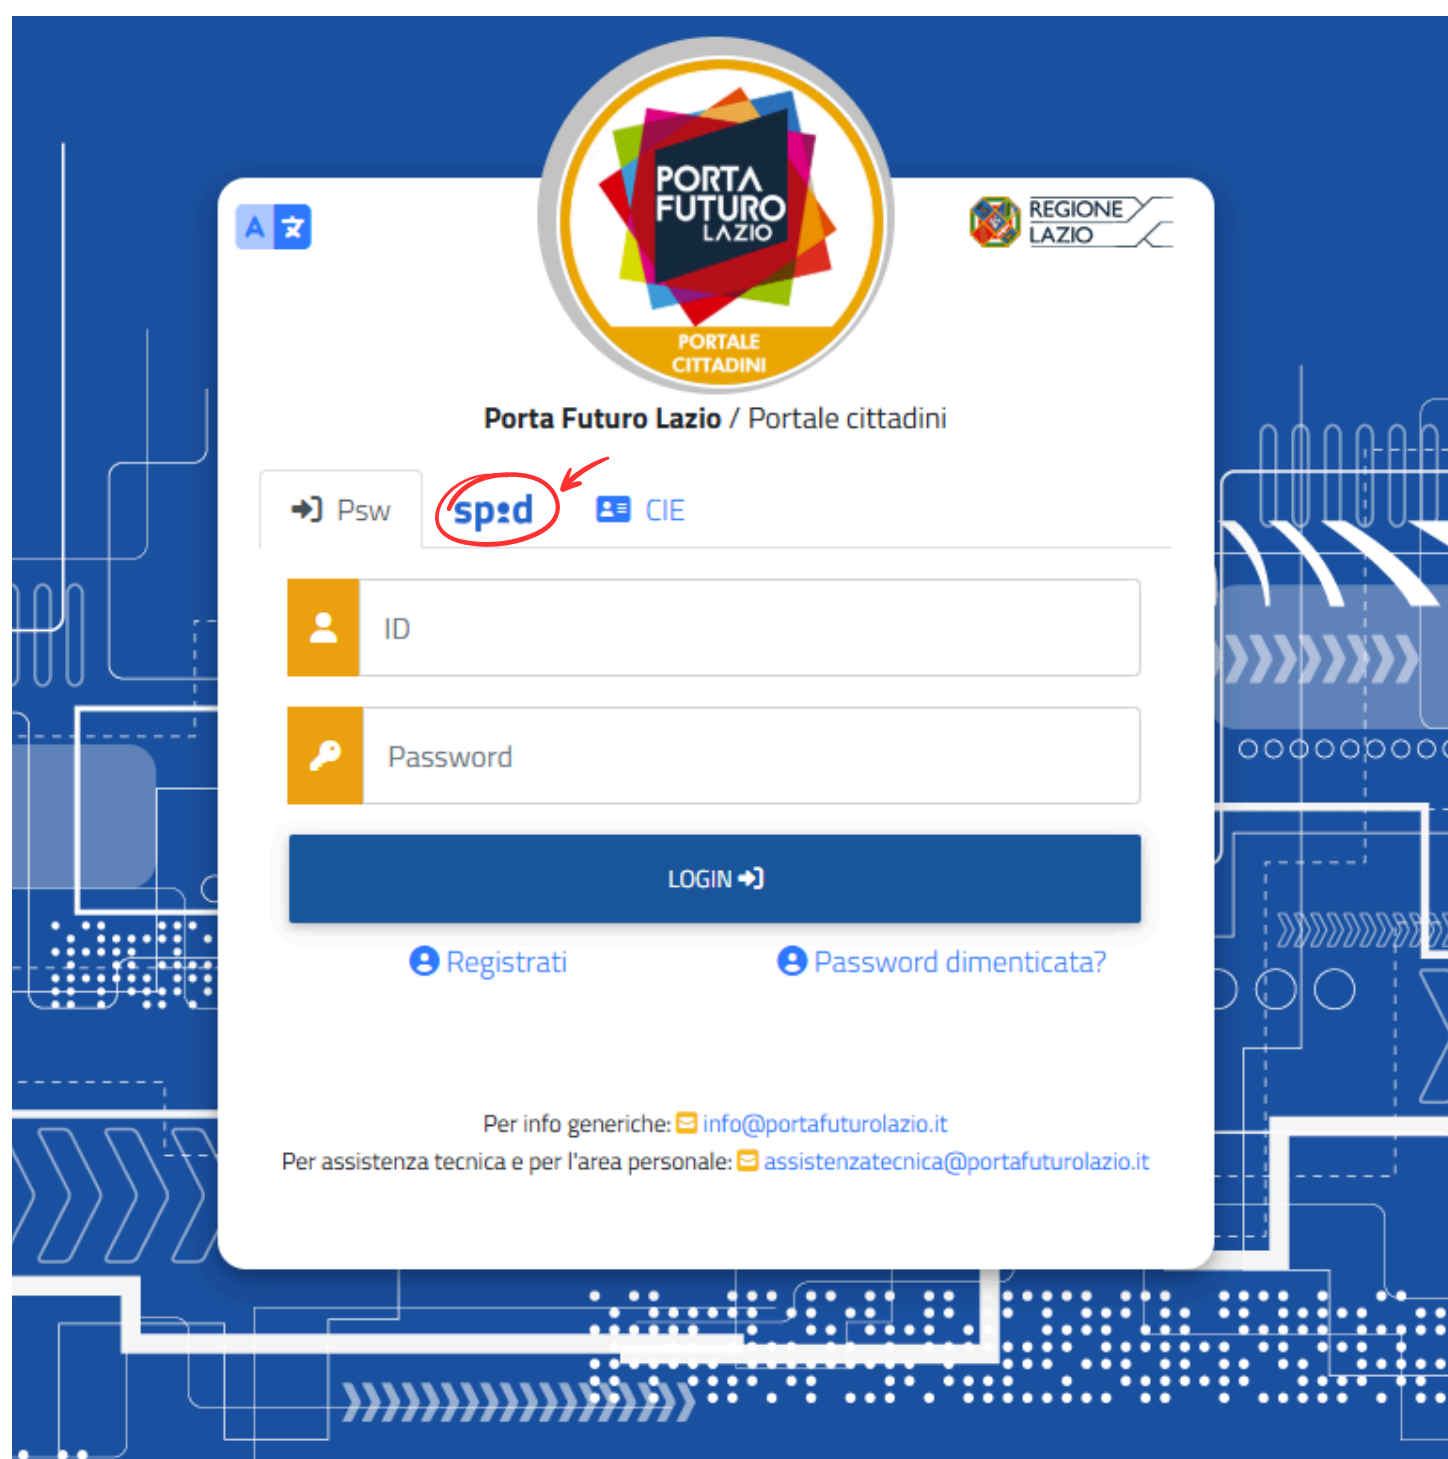 PORTA
FUTURO
LAZIO
PORTALE
CITTADINI
A
REGIONE
LAZIO
Porta Futuro Lazio / Portale cittadini
Psw
spid
CIE
ID
Password
LOGIN
Registrati
Password dimenticata?
Per info generiche: info@portafuturolazio.it
Per assistenza tecnica e per l'area personale: assistenzatecnica@portafuturolazio.it